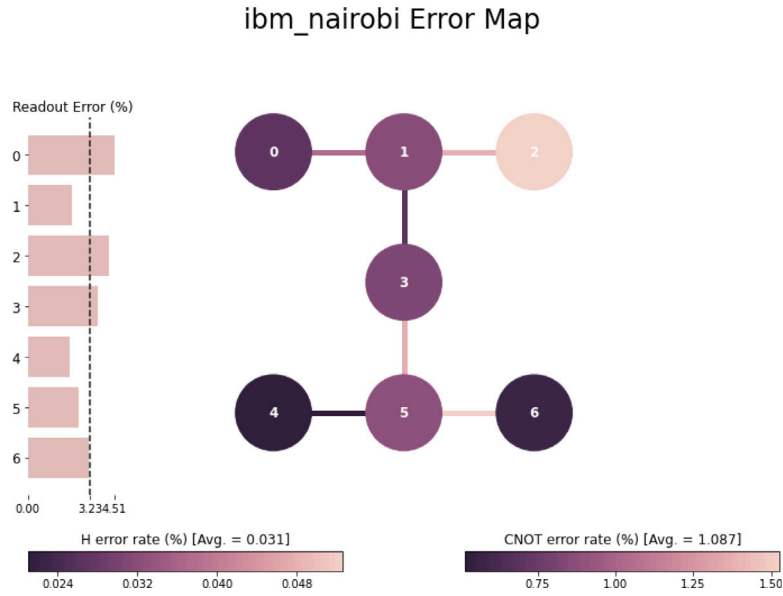 ibm_nairobi Error Map
Readout Error (%)
0
1
2
3
4
5
6
0 1 2
3
4 5 6
0.00 3.23 4.51
H error rate (%) [Avg. = 0.031]
0.024 0.032 0.040 0.048
CNOT error rate (%) [Avg. = 1.087]
0.75 1.00 1.25 1.50